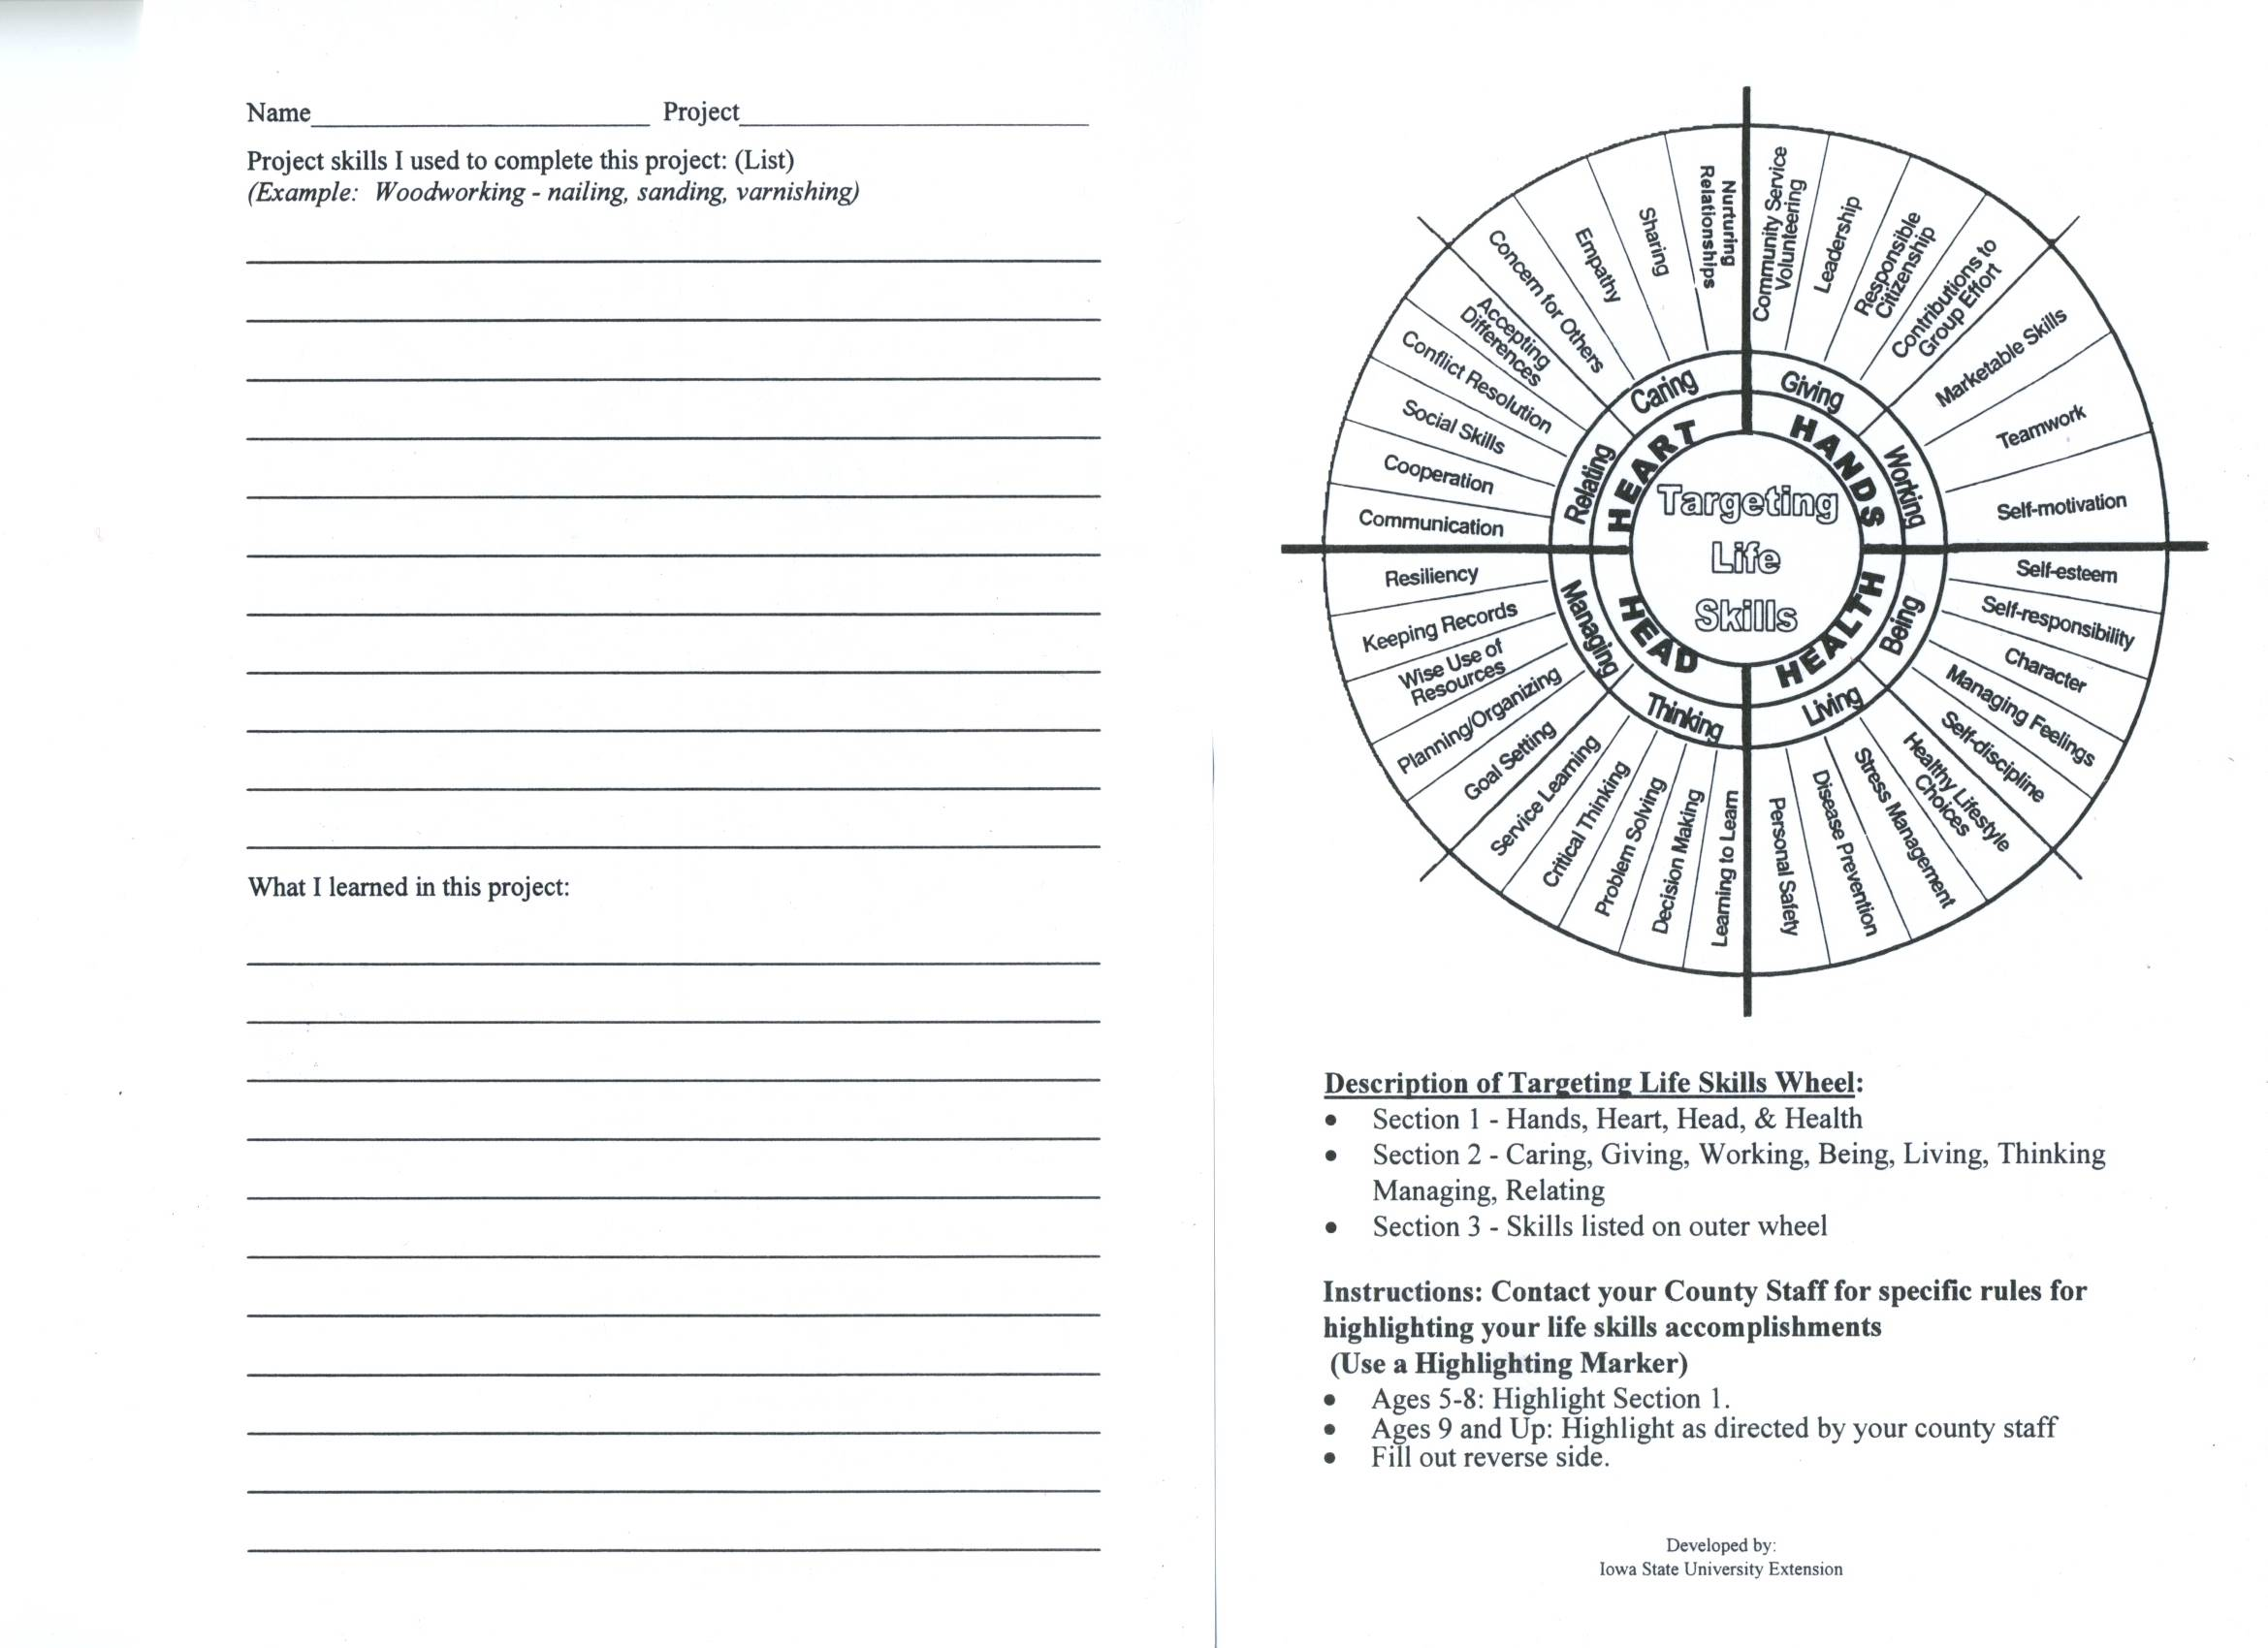 Name Project
Project skills I used to complete this project: (List)
(Example: Woodworking - nailing, sanding, varnishing)
What I learned in this project:
Nurturing
Relationships
Sharing
Empathy
Concern for Others
Accepting
Differences
Conflict Resolution
Social Skills
Cooperation
Communication
Community Service
Volunteering
Leadership
Responsible
Citizenship
Contributions to
Group Effort
Marketable Skills
Teamwork
Self-motivation
Self-esteem
Self-responsibility
Character
Managing Feelings
Self-discipline
Healthy Lifestyle
Choices
Stress Management
Disease Prevention
Personal Safety
Learning to Learn
Decision Making
Problem Solving
Critical Thinking
Service Learning
Goal Setting
Planning/Organizing
Wise Use of
Resources
Keeping Records
Resiliency
Caring
Giving
Working
Being
Living
Thinking
Managing
Relating
HEART
HANDS
HEALTH
HEAD
Targeting
Life
Skills
Description of Targeting Life Skills Wheel:
• Section 1 - Hands, Heart, Head, & Health
• Section 2 - Caring, Giving, Working, Being, Living, Thinking
Managing, Relating
• Section 3 - Skills listed on outer wheel
Instructions: Contact your County Staff for specific rules for
highlighting your life skills accomplishments
(Use a Highlighting Marker)
• Ages 5-8: Highlight Section 1.
• Ages 9 and Up: Highlight as directed by your county staff
• Fill out reverse side.
Developed by:
Iowa State University Extension